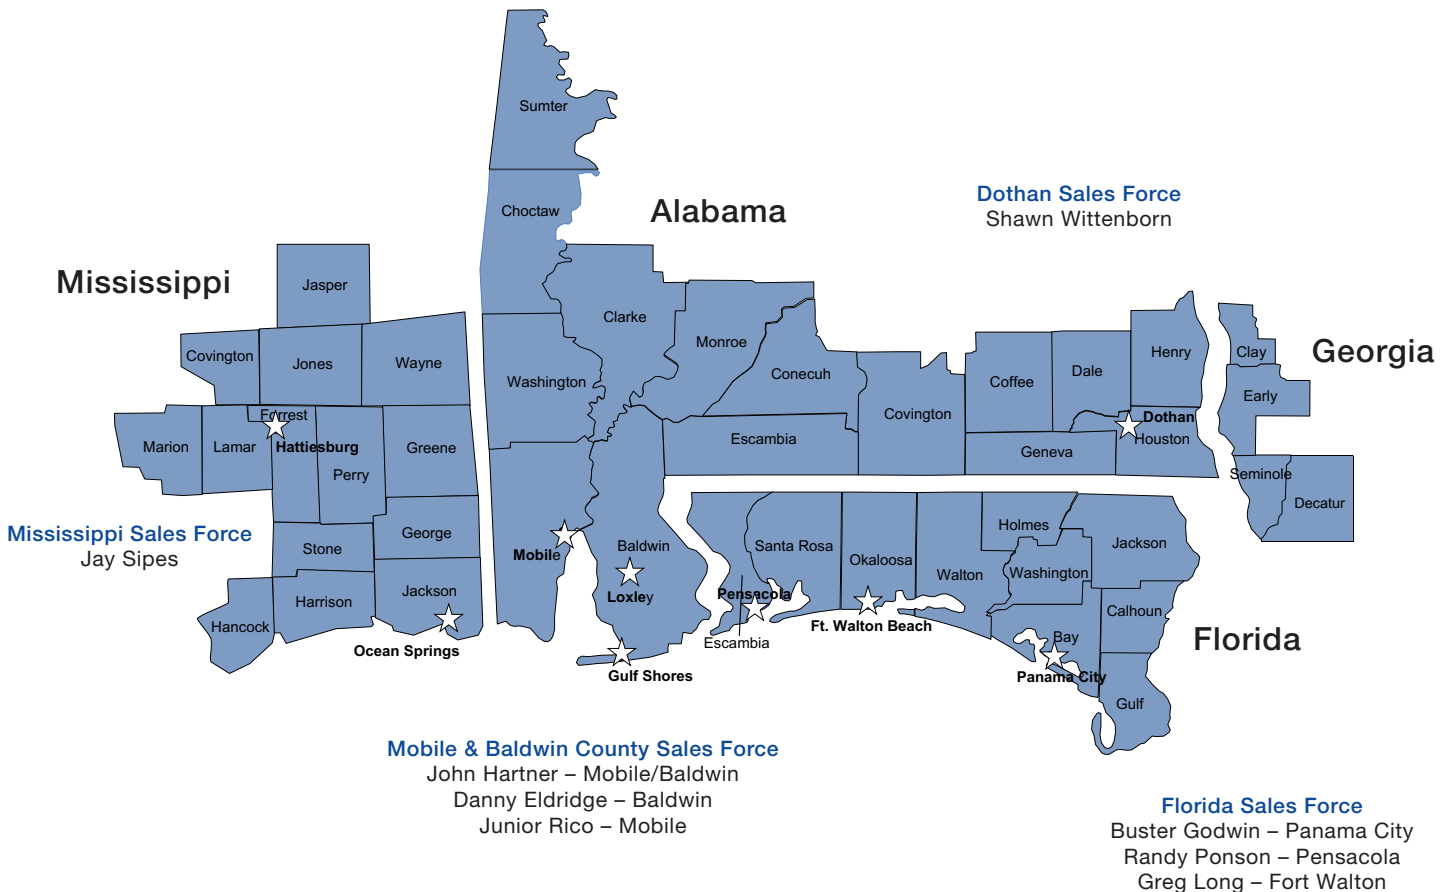 Sumter
Choctaw
Alabama
Dothan Sales Force
Shawn Wittenborn
Mississippi
Jasper
Clarke
Monroe
Henry
Georgia
Covington
Jones
Wayne
Washington
Conecuh
Coffee
Dale
Clay
Early
Forrest
Hattiesburg
Marion
Lamar
Perry
Greene
Escambia
Covington
Geneva
Dothan
Houston
Seminole
Decatur
Mississippi Sales Force
Jay Sipes
Stone
George
Mobile
Baldwin
Loxley
Santa Rosa
Okaloosa
Walton
Holmes
Washington
Jackson
Hancock
Harrison
Jackson
Ocean Springs
Gulf Shores
Pensacola
Escambia
Ft. Walton Beach
Bay
Panama City
Calhoun
Gulf
Florida
Mobile & Baldwin County Sales Force
John Hartner – Mobile/Baldwin
Danny Eldridge – Baldwin
Junior Rico – Mobile
Florida Sales Force
Buster Godwin – Panama City
Randy Ponson – Pensacola
Greg Long – Fort Walton